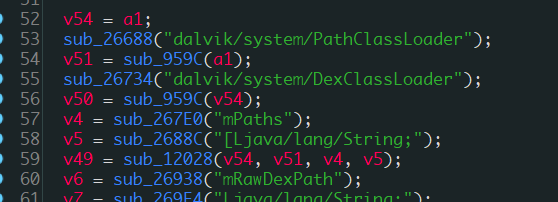 52 v54 = a1;
53 sub_26688("dalvik/system/PathClassLoader");
54 v51 = sub_959C(a1);
55 sub_26734("dalvik/system/DexClassLoader");
56 v50 = sub_959C(v54);
57 v4 = sub_267E0("mPaths");
58 v5 = sub_2688C("[Ljava/lang/String;");
59 v49 = sub_12028(v54, v51, v4, v5);
60 v6 = sub_26938("mRawDexPath");
61 v7 = sub_269E4("Ljava/lang/String;");